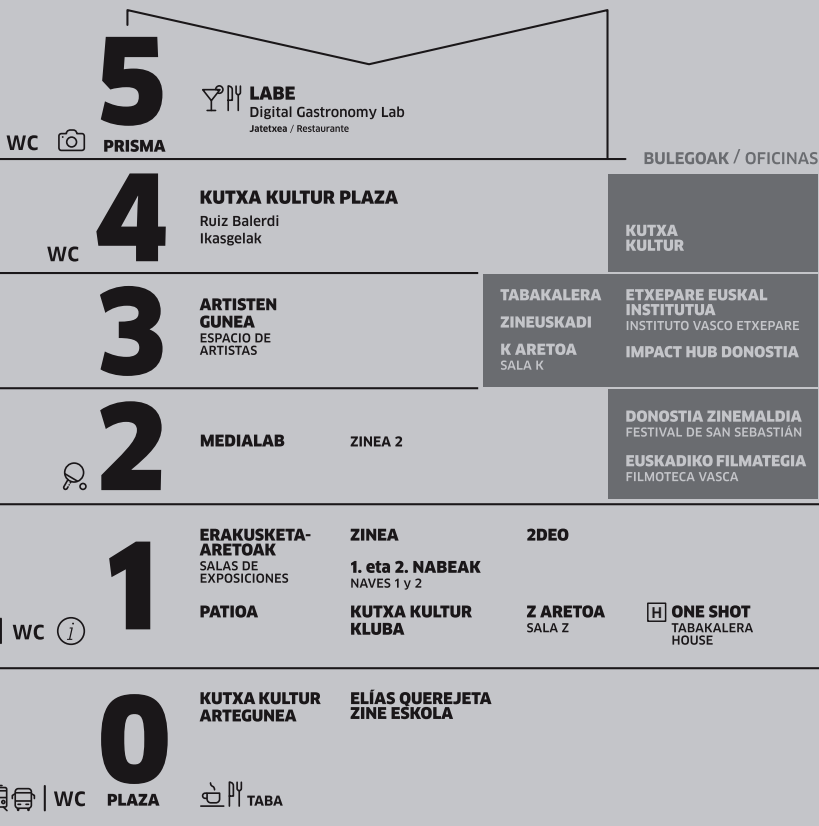 5
LABE
Digital Gastronomy Lab
Jatetxea / Restaurante
WC
PRISMA
BULEGOAK / OFICINAS
4
KUTXA KULTUR PLAZA
Ruiz Balerdi
Ikasgelak
WC
KUTXA
KULTUR
3
ARTISTEN
GUNEA
ESPACIO DE
ARTISTAS
TABAKALERA
ZINEUSKADI
K ARETOA
SALA K
ETXEPARE EUSKAL
INSTITUTUA
INSTITUTO VASCO ETXEPARE
IMPACT HUB DONOSTIA
2
MEDIALAB
ZINEA 2
DONOSTIA ZINEMALDIA
FESTIVAL DE SAN SEBASTIÁN
EUSKADIKO FILMATEGIA
FILMOTECA VASCA
1
ERAKUSKETA-
ARETOAK
SALAS DE
EXPOSICIONES
ZINEA
2DEO
1. eta 2. NABEAK
NAVES 1 y 2
PATIOA
KUTXA KULTUR
KLUBA
Z ARETOA
SALA Z
H ONE SHOT
TABAKALERA
HOUSE
WC i
0
KUTXA KULTUR
ARTEGUNEA
ELÍAS QUEREJETA
ZINE ESKOLA
WC
PLAZA
TABA